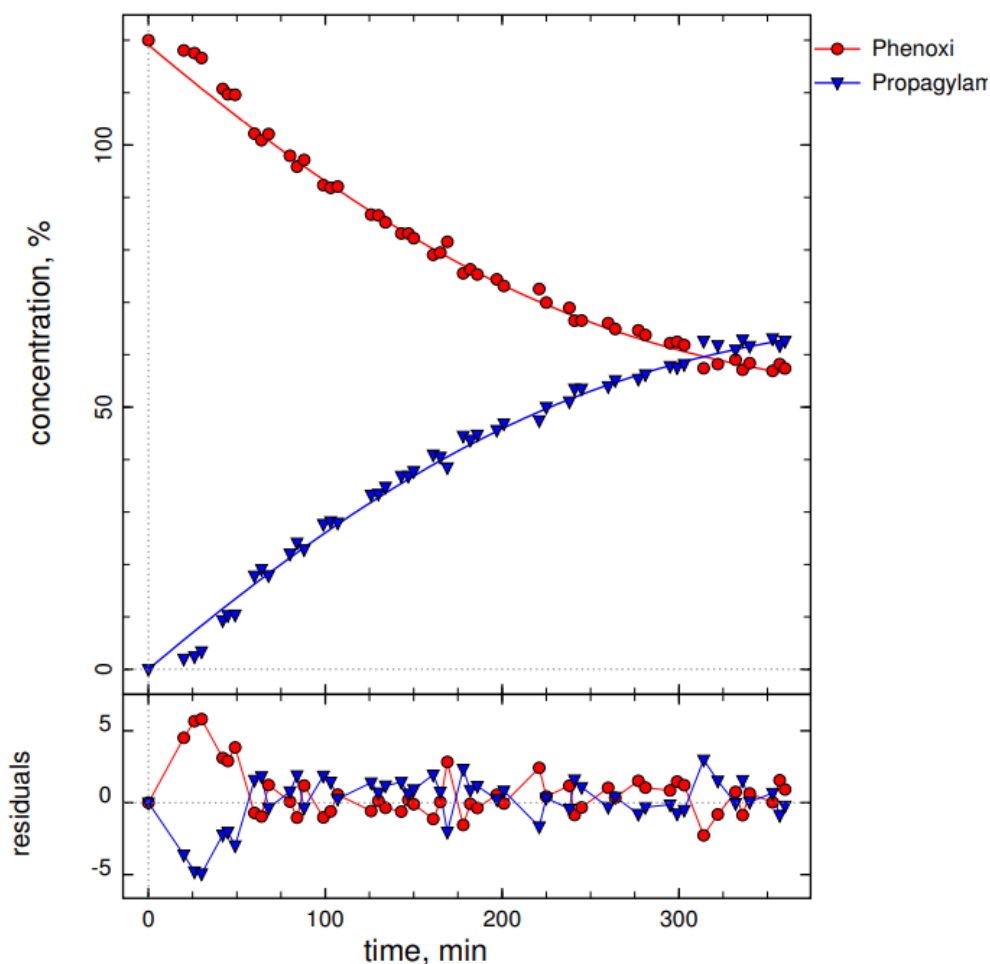 Phenoxi
Propagylam
concentration, %
100
50
0
residuals
5
0
-5
0
100
200
300
time, min